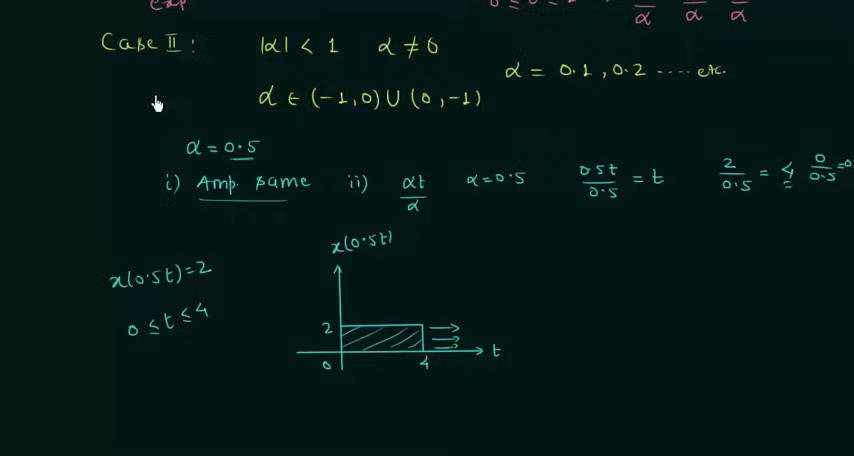 exp
α α α
Case II : |α| < 1 α ≠ 0
α = 0.1, 0.2 ..... etc.
α ∈ (-1, 0) ∪ (0, -1)
α = 0.5
i) Amp. same ii) αt/α α = 0.5 0.5t/0.5 = t 2/0.5 = 4 0/0.5 = 0
x(0.5t)
x(0.5t) = 2
0 ≤ t ≤ 4
2
0 4 t